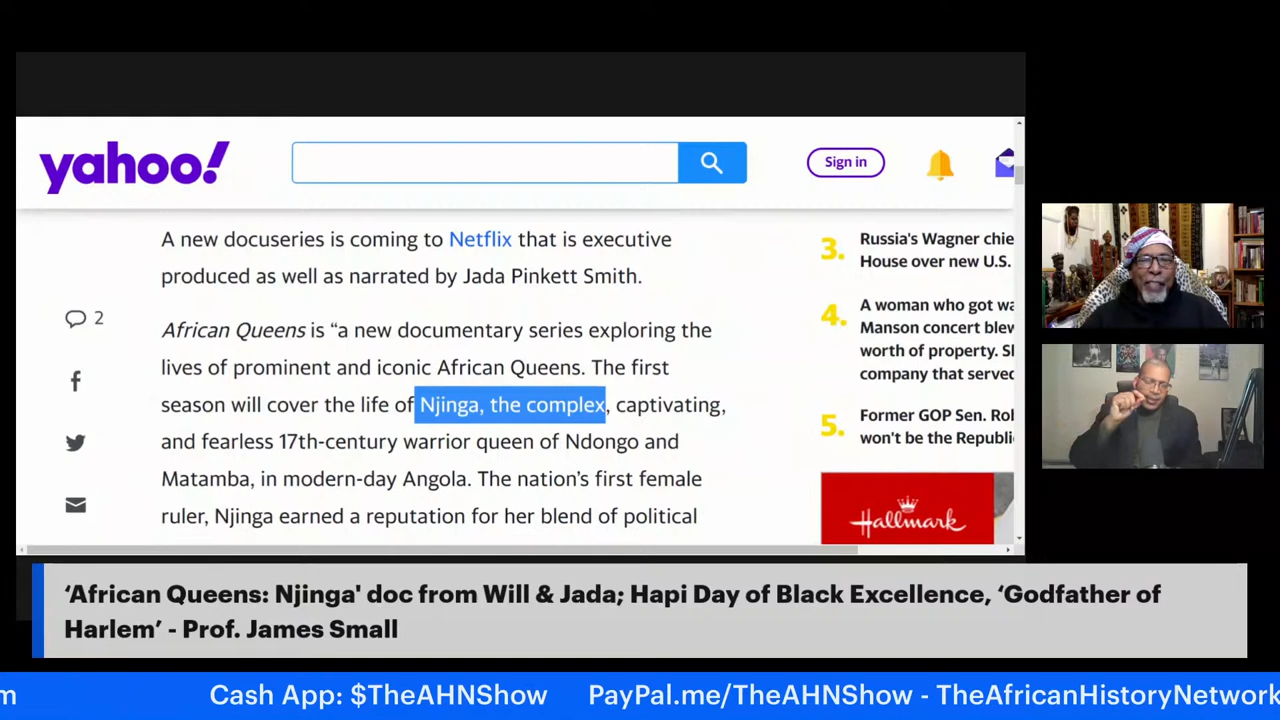 yahoo!
Sign in
A new docuseries is coming to Netflix that is executive
produced as well as narrated by Jada Pinkett Smith.
2
African Queens is “a new documentary series exploring the
lives of prominent and iconic African Queens. The first
season will cover the life of Njinga, the complex, captivating,
and fearless 17th-century warrior queen of Ndongo and
Matamba, in modern-day Angola. The nation’s first female
ruler, Njinga earned a reputation for her blend of political
3. Russia's Wagner chie
House over new U.S.
4. A woman who got wa
Manson concert blew
worth of property. S
company that served
5. Former GOP Sen. Ro
won't be the Republi
Hallmark
‘African Queens: Njinga' doc from Will & Jada; Hapi Day of Black Excellence, ‘Godfather of
Harlem’ - Prof. James Small
m Cash App: $TheAHNShow PayPal.me/TheAHNShow - TheAfricanHistoryNetwork